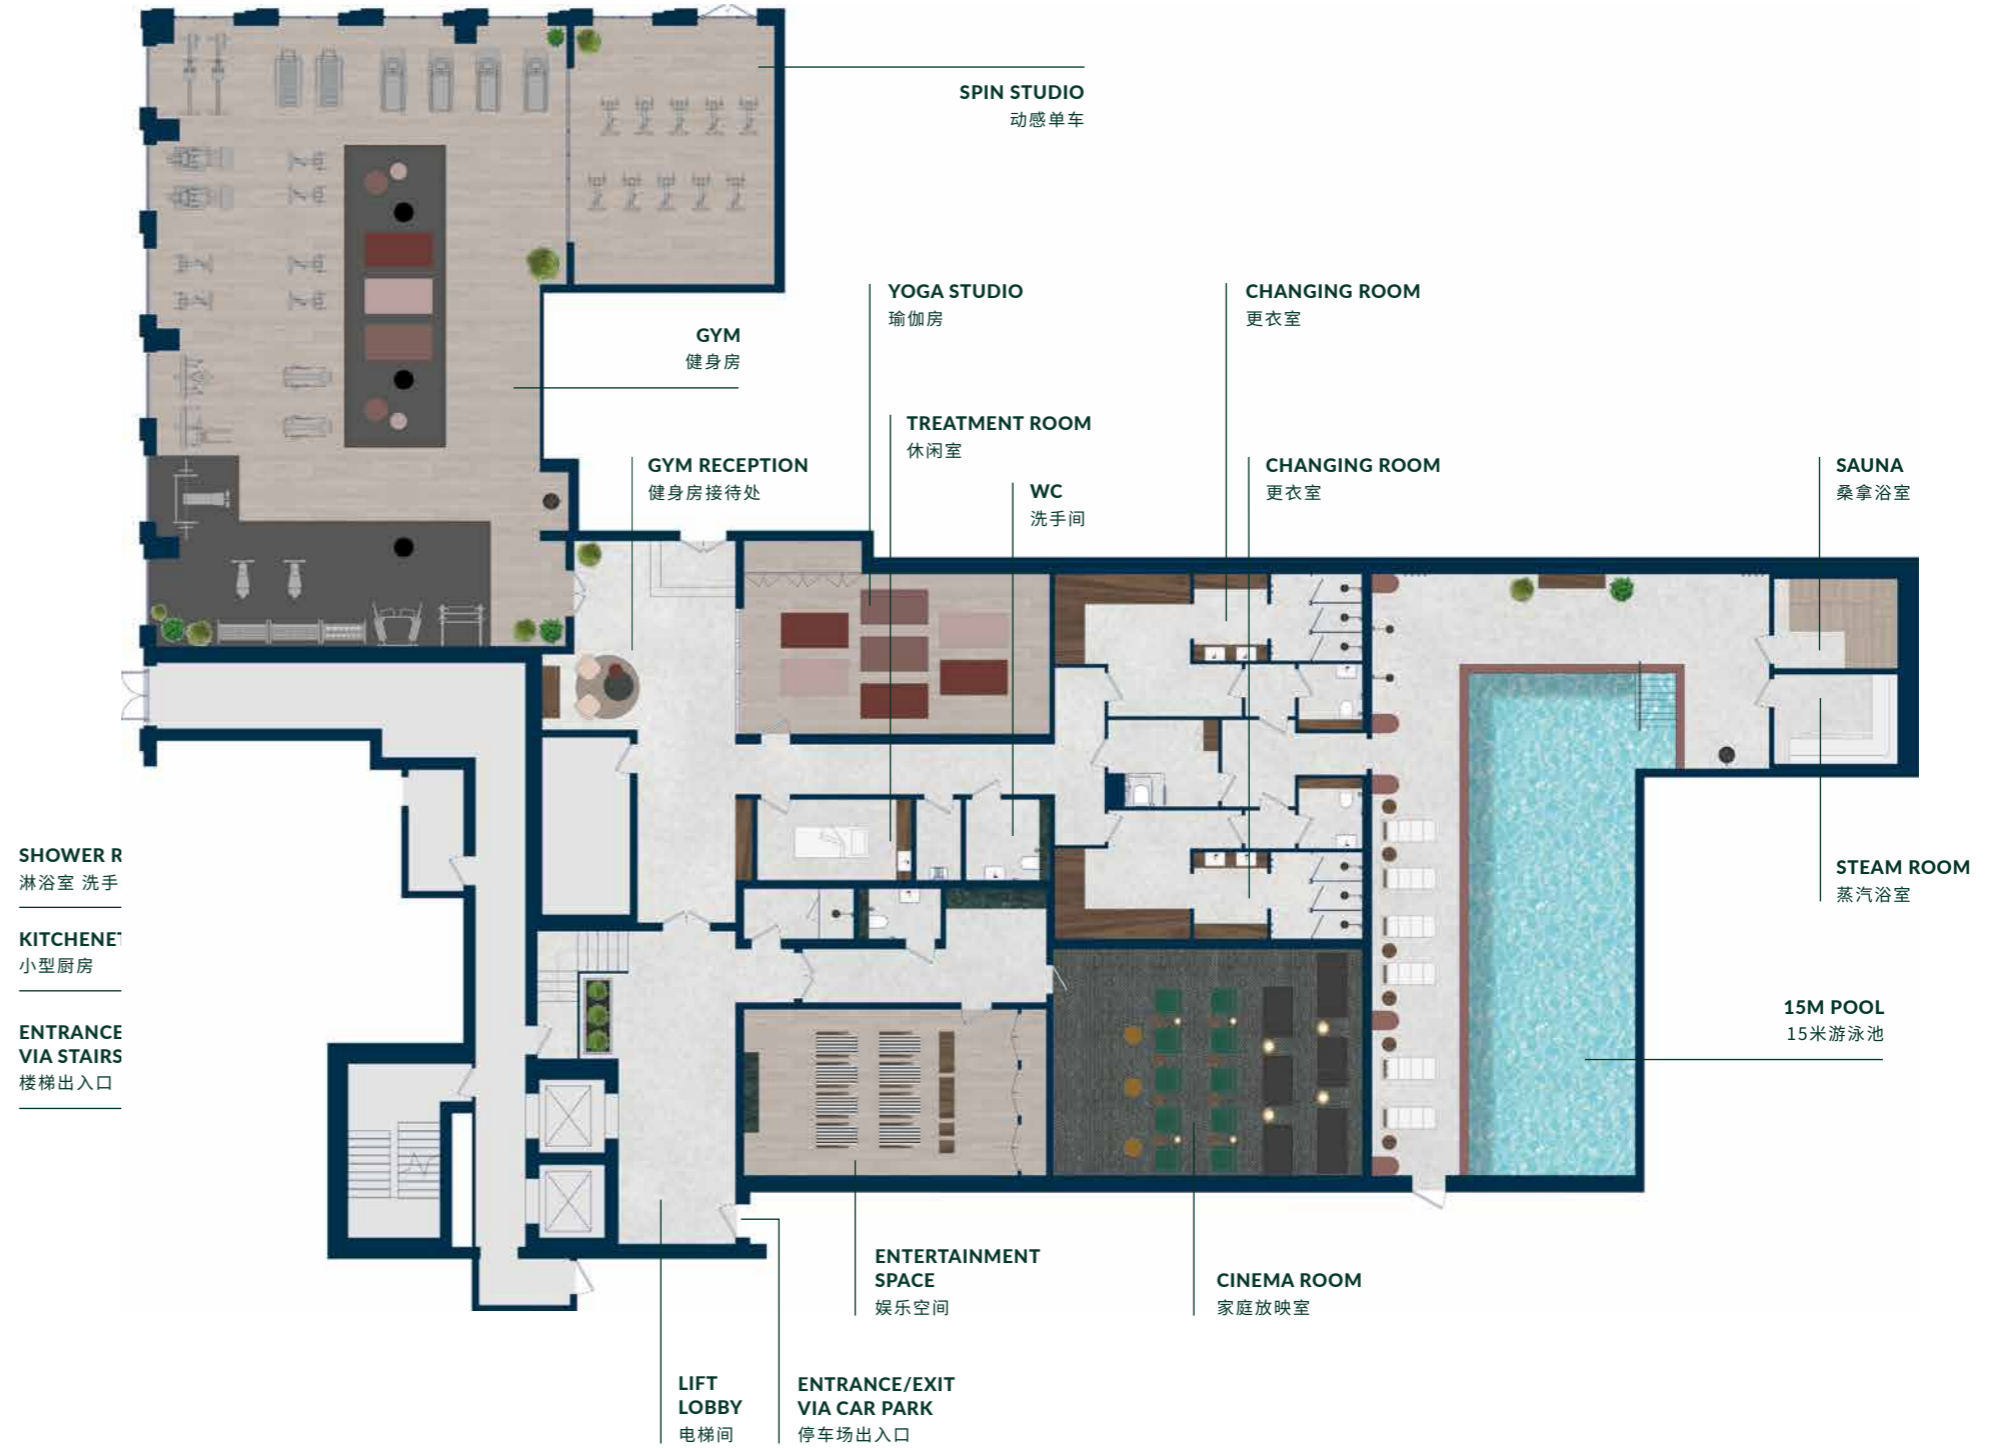 SPIN STUDIO
动感单车
YOGA STUDIO
瑜伽房
CHANGING ROOM
更衣室
GYM
健身房
TREATMENT ROOM
休闲室
GYM RECEPTION
健身房接待处
WC
洗手间
CHANGING ROOM
更衣室
SAUNA
桑拿浴室
SHOWER R
淋浴室 洗手
STEAM ROOM
蒸汽浴室
KITCHENET
小型厨房
15M POOL
15米游泳池
ENTRANCE
VIA STAIRS
楼梯出入口
ENTERTAINMENT
SPACE
娱乐空间
CINEMA ROOM
家庭放映室
LIFT
LOBBY
电梯间
ENTRANCE/EXIT
VIA CAR PARK
停车场出入口